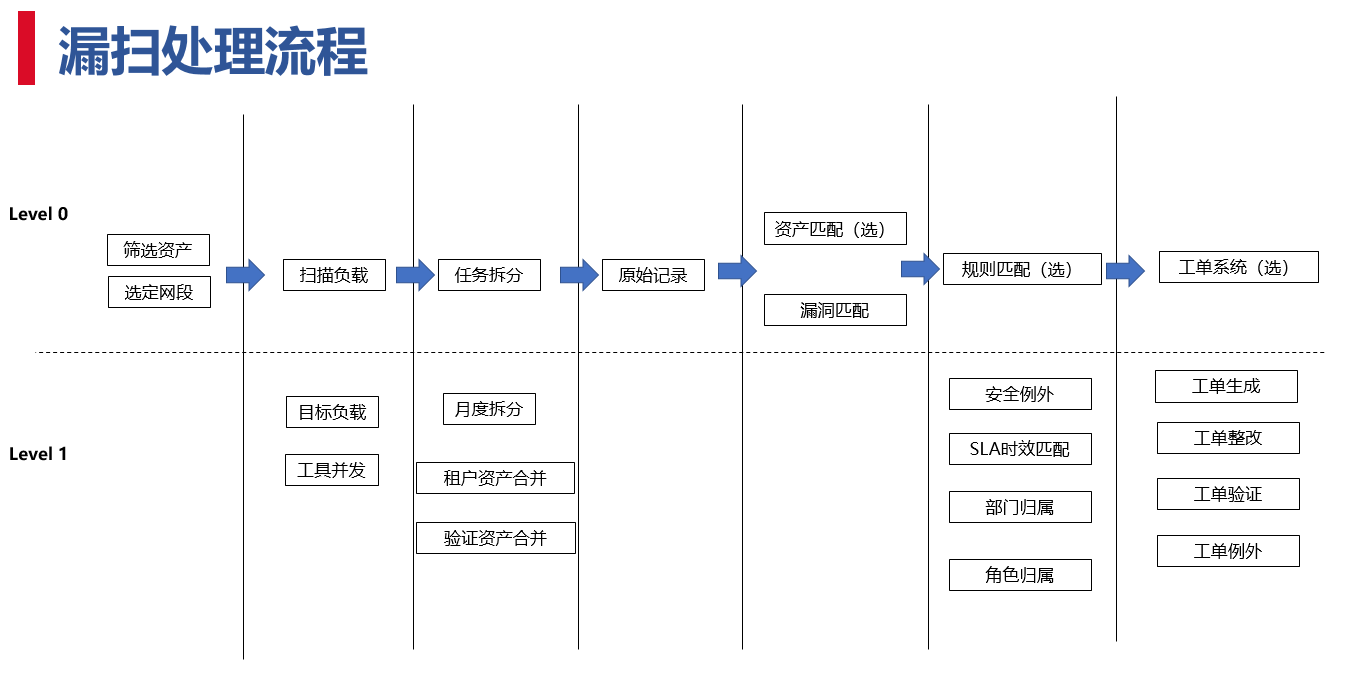 漏扫处理流程
Level 0
筛选资产
选定网段
扫描负载
任务拆分
原始记录
资产匹配（选）
漏洞匹配
规则匹配（选）
工单系统（选）
Level 1
目标负载
工具并发
月度拆分
租户资产合并
验证资产合并
安全例外
SLA时效匹配
部门归属
角色归属
工单生成
工单整改
工单验证
工单例外